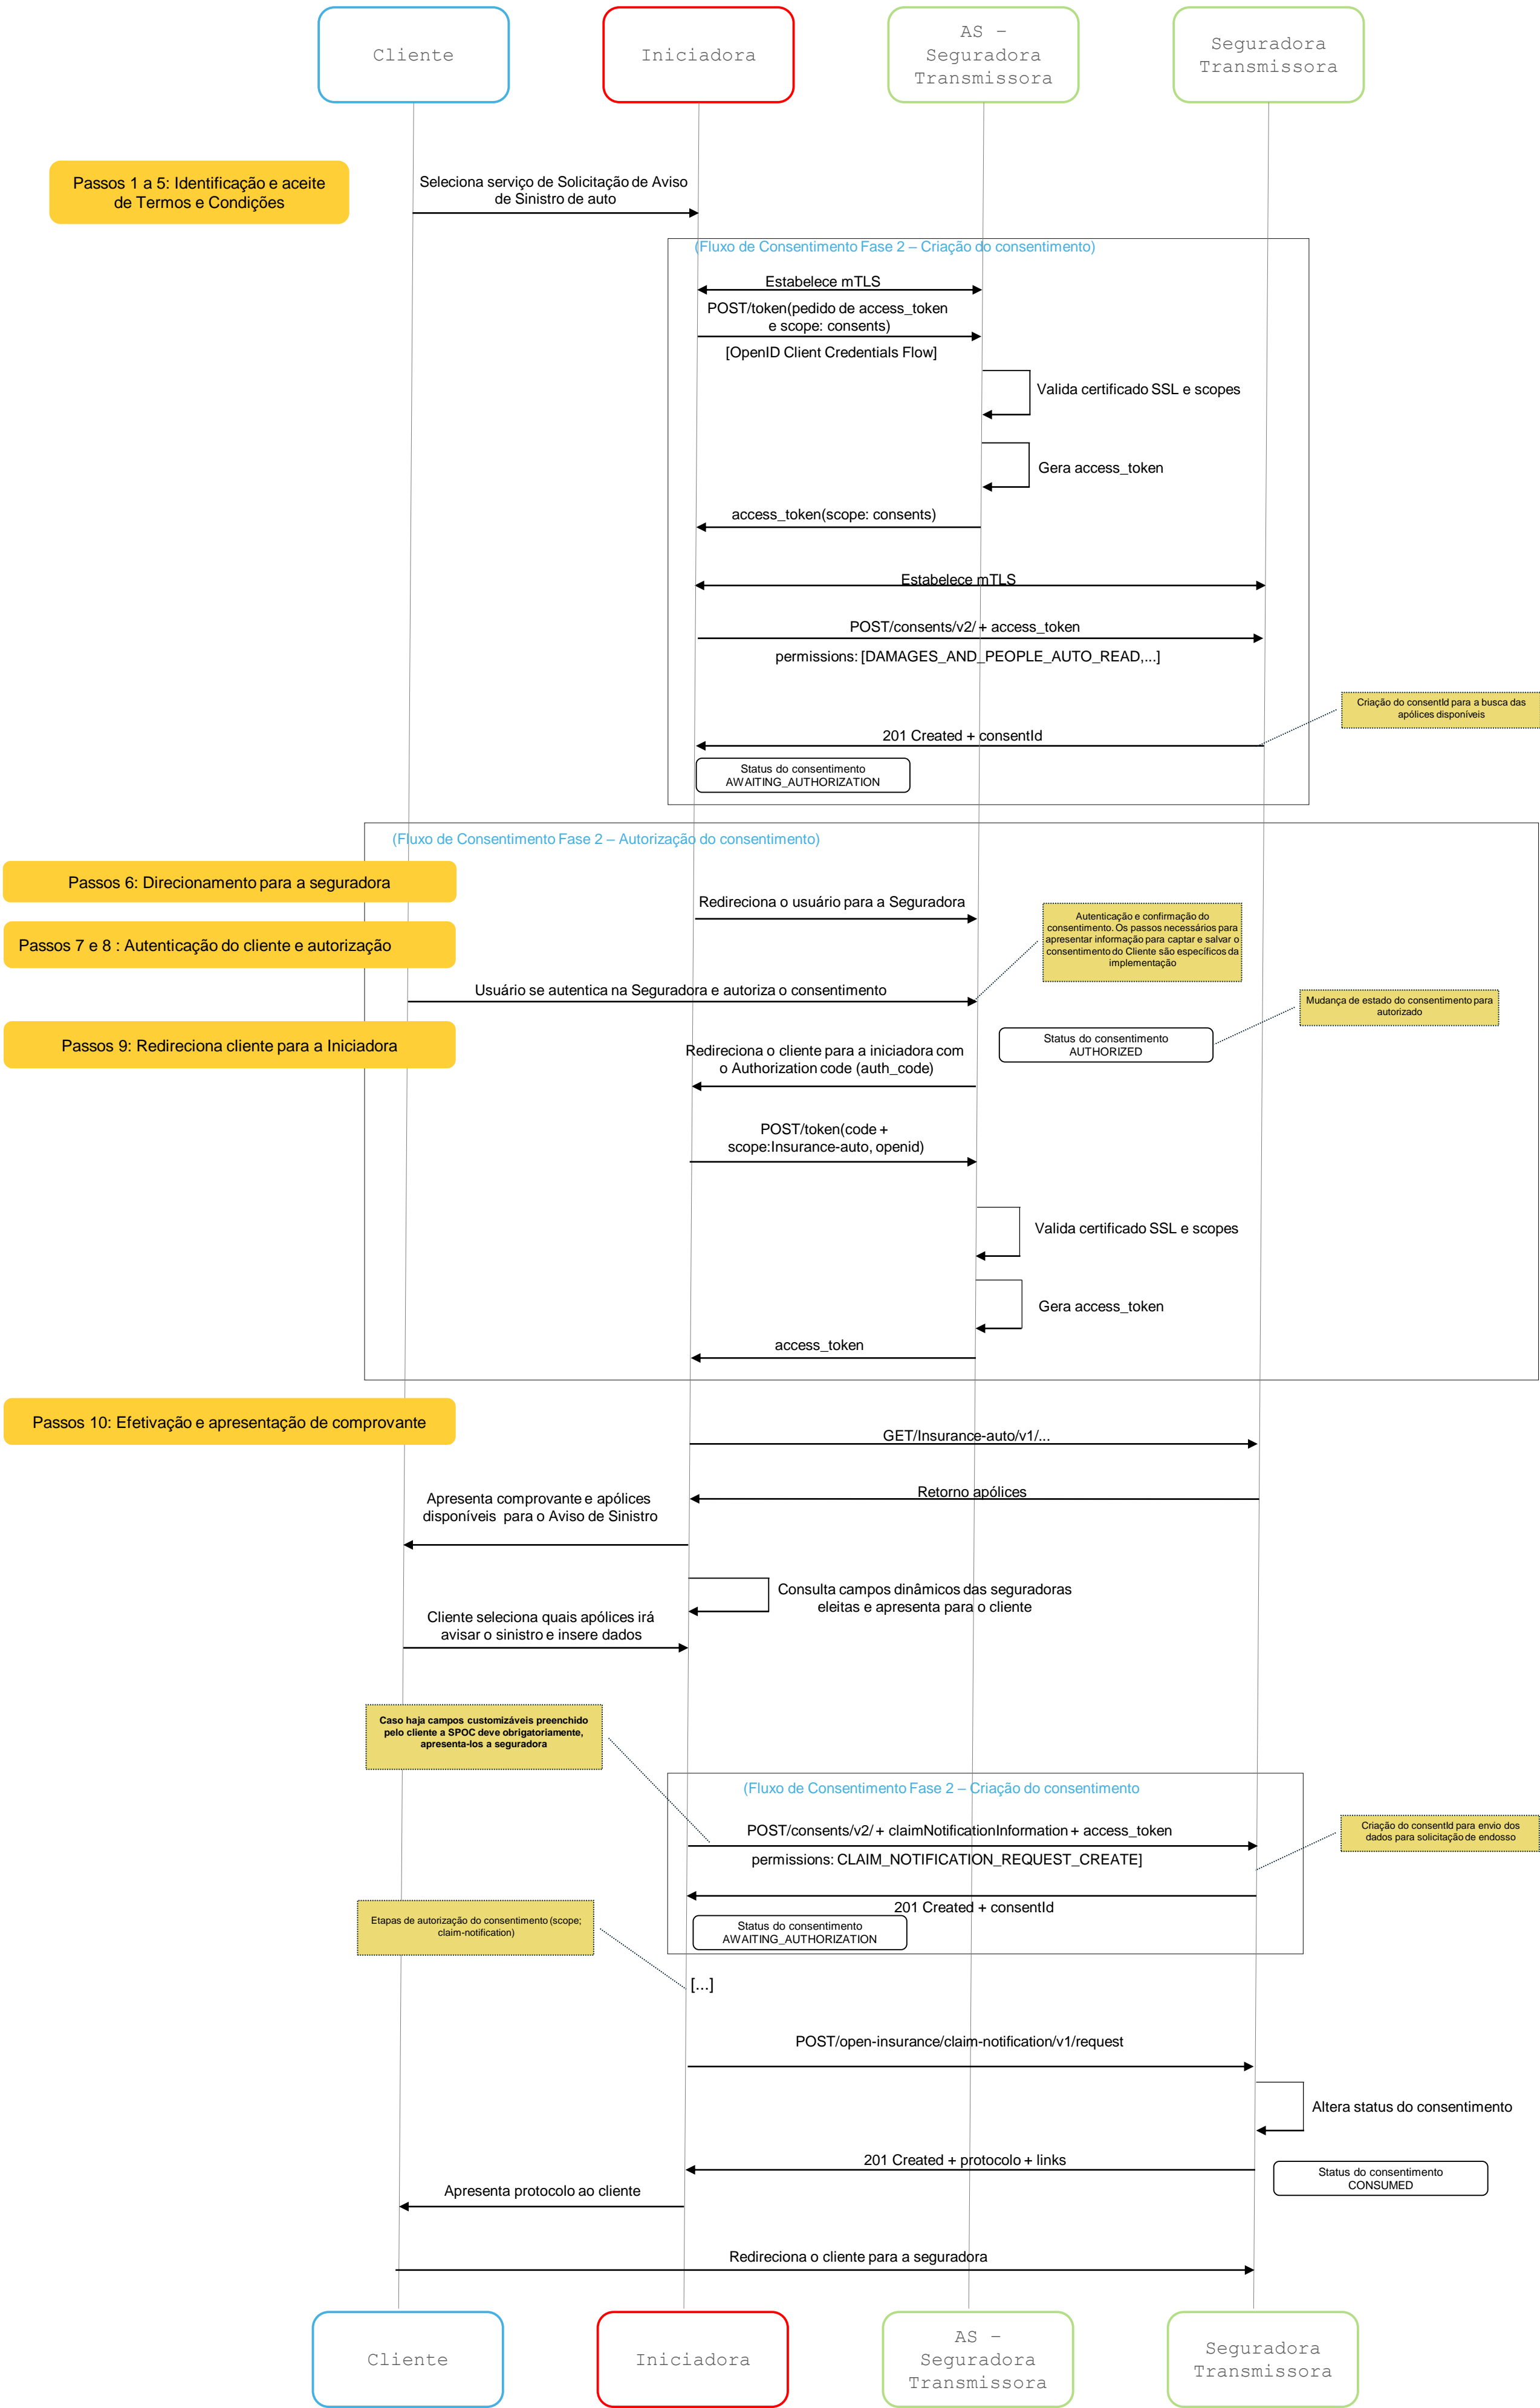 Cliente
Iniciadora
AS –
Seguradora
Transmissora
Seguradora
Transmissora
Passos 1 a 5: Identificação e aceite
de Termos e Condições
Seleciona serviço de Solicitação de Aviso
de Sinistro de auto
(Fluxo de Consentimento Fase 2 – Criação do consentimento)
Estabelece mTLS
POST/token(pedido de access_token
e scope: consents)
[OpenID Client Credentials Flow]
Valida certificado SSL e scopes
Gera access_token
access_token(scope: consents)
Estabelece mTLS
POST/consents/v2/ + access_token
permissions: [DAMAGES_AND_PEOPLE_AUTO_READ,...]
Criação do consentId para a busca das
apólices disponíveis
201 Created + consentId
Status do consentimento
AWAITING_AUTHORIZATION
(Fluxo de Consentimento Fase 2 – Autorização do consentimento)
Passos 6: Direcionamento para a seguradora
Redireciona o usuário para a Seguradora
Autenticação e confirmação do
consentimento. Os passos necessários para
apresentar informação para captar e salvar o
consentimento do Cliente são específicos da
implementação
Passos 7 e 8 : Autenticação do cliente e autorização
Usuário se autentica na Seguradora e autoriza o consentimento
Mudança de estado do consentimento para
autorizado
Passos 9: Redireciona cliente para a Iniciadora
Status do consentimento
AUTHORIZED
Redireciona o cliente para a iniciadora com
o Authorization code (auth_code)
POST/token(code +
scope:Insurance-auto, openid)
Valida certificado SSL e scopes
Gera access_token
access_token
Passos 10: Efetivação e apresentação de comprovante
GET/Insurance-auto/v1/...
Retorno apólices
Apresenta comprovante e apólices
disponíveis para o Aviso de Sinistro
Consulta campos dinâmicos das seguradoras
eleitas e apresenta para o cliente
Cliente seleciona quais apólices irá
avisar o sinistro e insere dados
Caso haja campos customizáveis preenchido
pelo cliente a SPOC deve obrigatoriamente,
apresenta-los a seguradora
(Fluxo de Consentimento Fase 2 – Criação do consentimento
POST/consents/v2/ + claimNotificationInformation + access_token
permissions: CLAIM_NOTIFICATION_REQUEST_CREATE]
Criação do consentId para envio dos
dados para solicitação de endosso
201 Created + consentId
Status do consentimento
AWAITING_AUTHORIZATION
Etapas de autorização do consentimento (scope;
claim-notification)
[...]
POST/open-insurance/claim-notification/v1/request
Altera status do consentimento
201 Created + protocolo + links
Status do consentimento
CONSUMED
Apresenta protocolo ao cliente
Redireciona o cliente para a seguradora
Cliente
Iniciadora
AS –
Seguradora
Transmissora
Seguradora
Transmissora